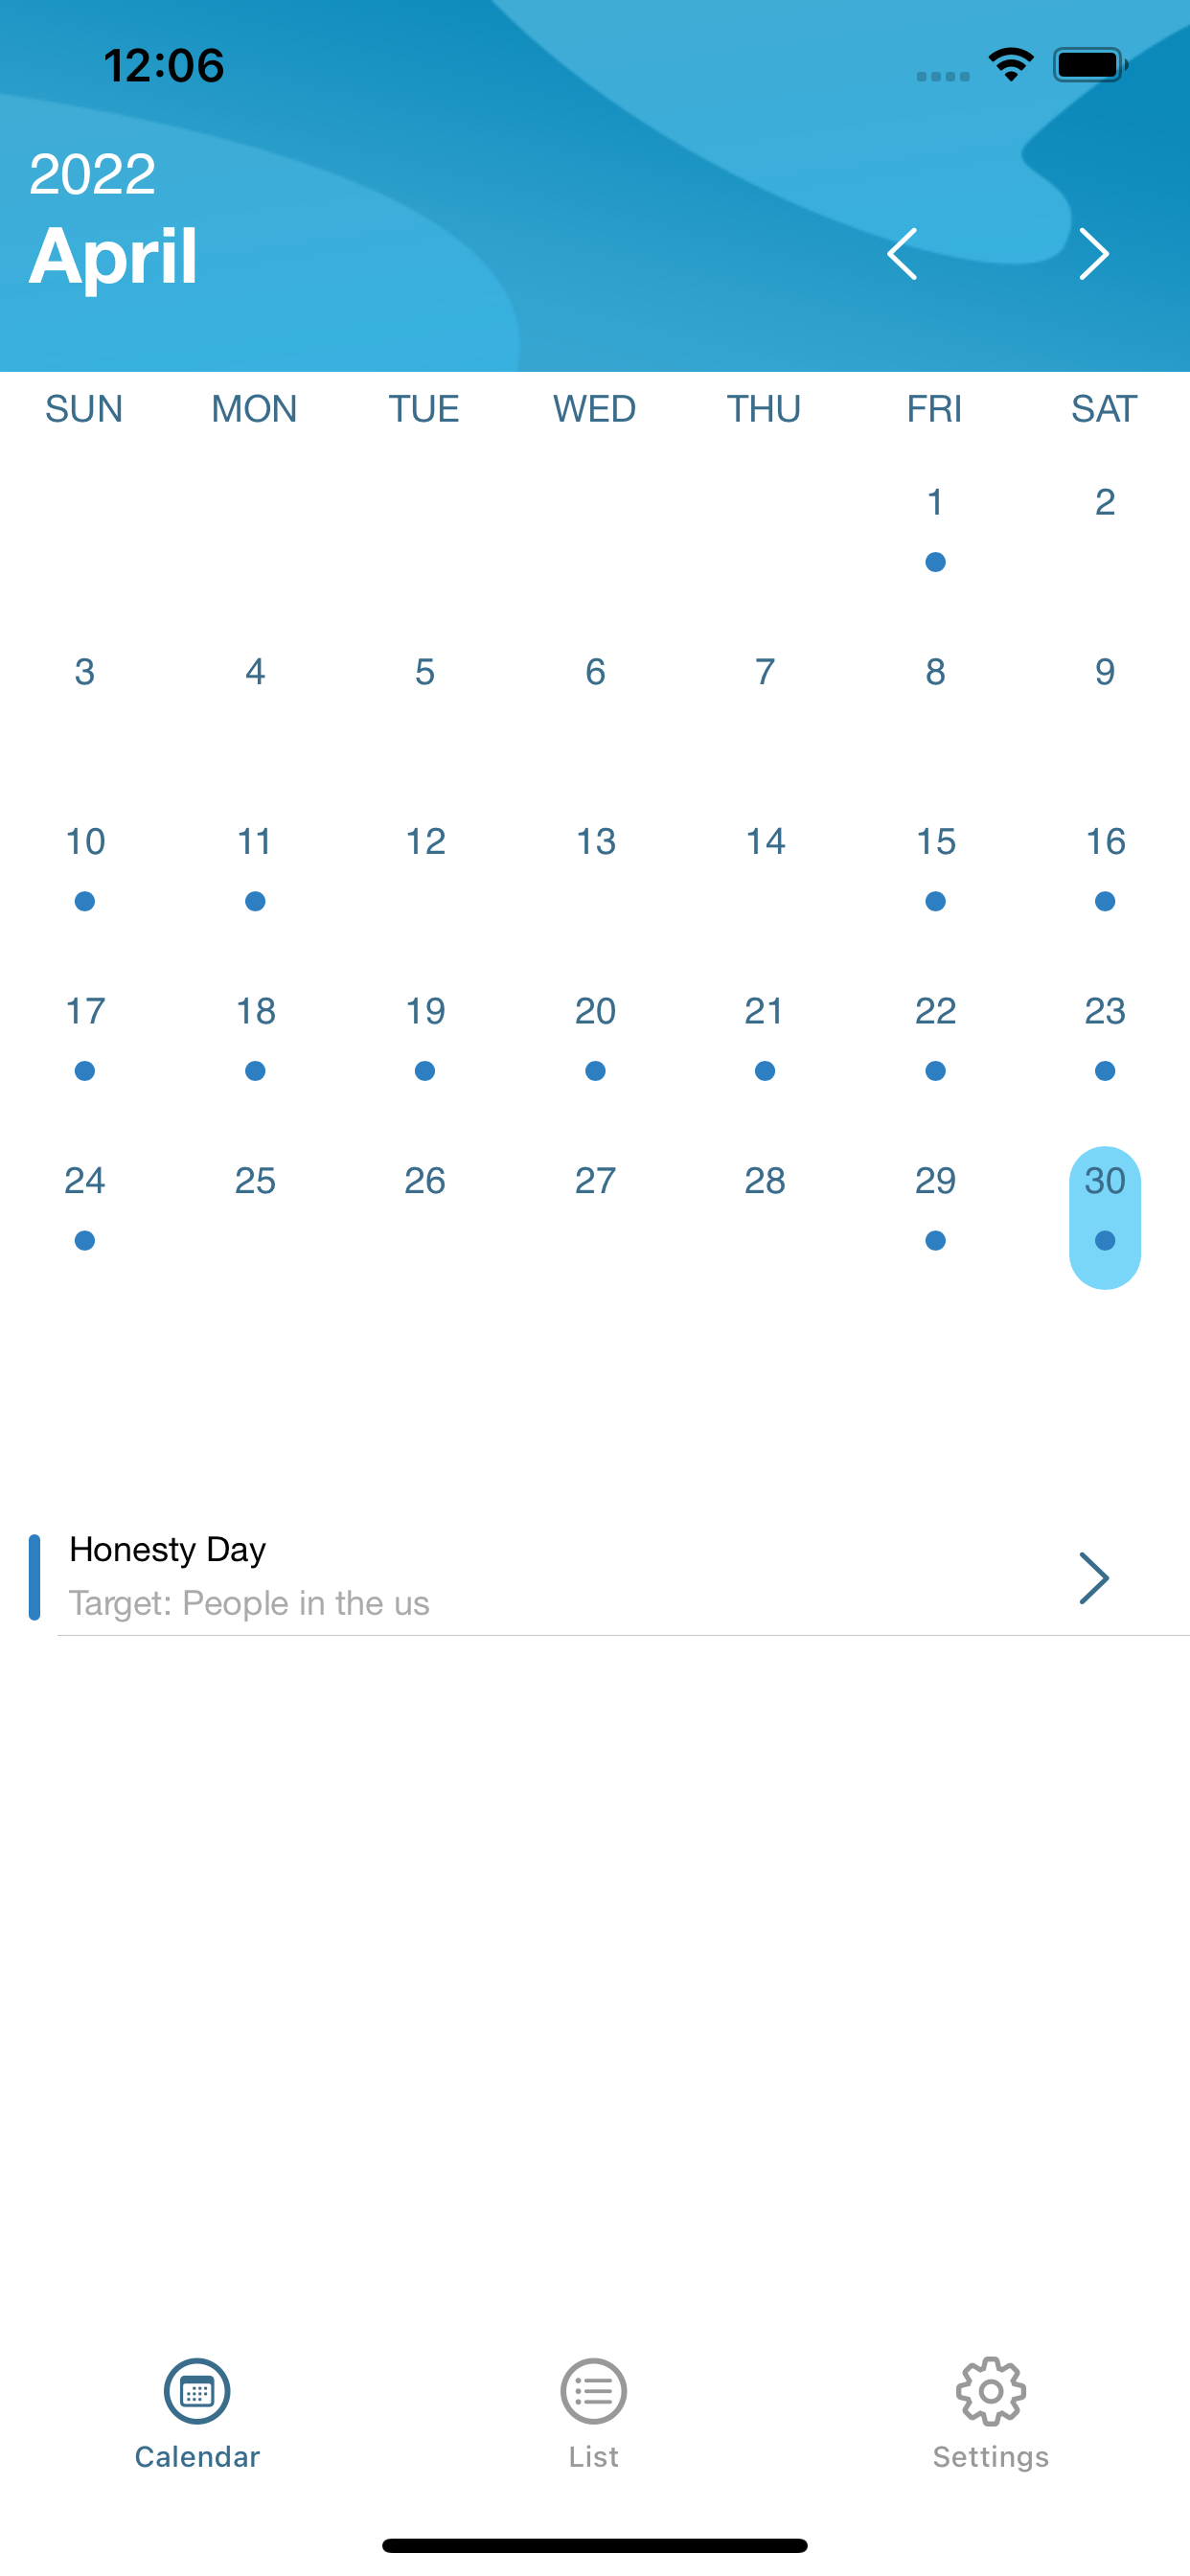 12:06
2022
April
SUN MON TUE WED THU FRI SAT
1 2
3 4 5 6 7 8 9
10 11 12 13 14 15 16
17 18 19 20 21 22 23
24 25 26 27 28 29 30
Honesty Day
Target: People in the us
Calendar List Settings